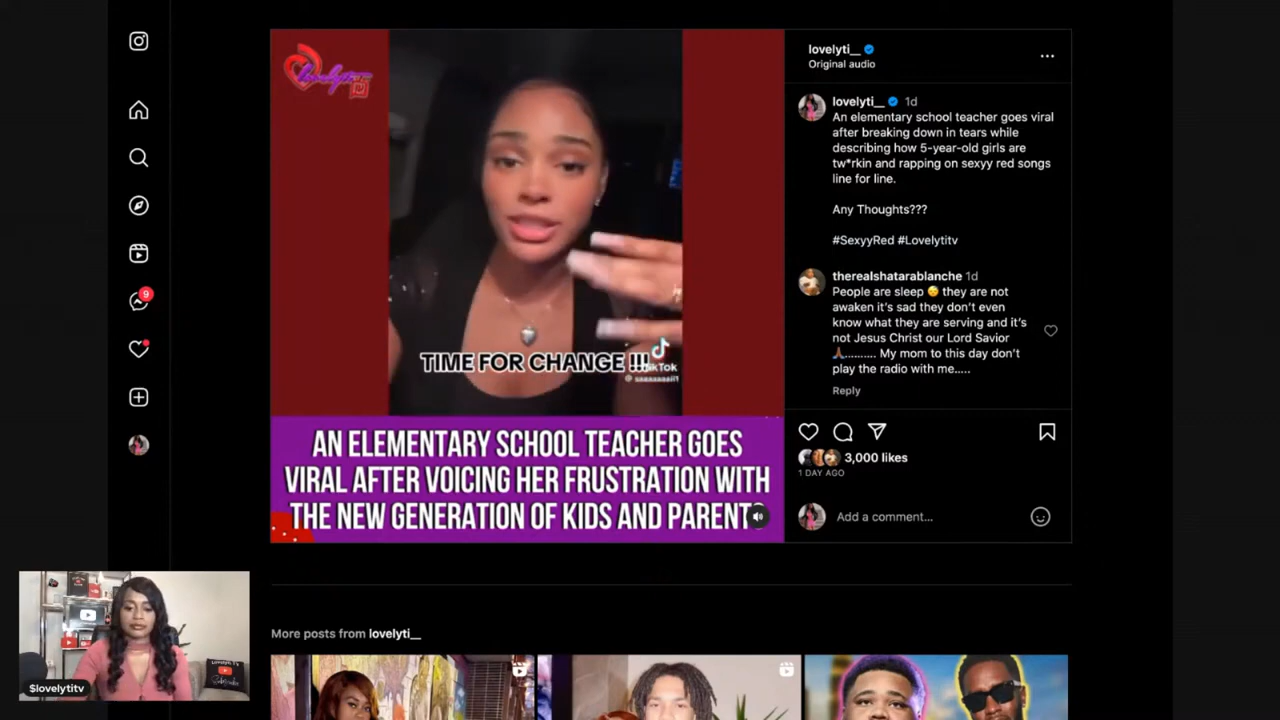 lovelyti__
Original audio
lovelyti__ 1d
An elementary school teacher goes viral
after breaking down in tears while
describing how 5-year-old girls are
tw*rkin and rapping on sexyy red songs
line for line.
Any Thoughts???
#SexyyRed #Lovelytitv
therealshatarablanche 1d
People are sleep 😴 they are not
awaken it's sad they don't even
know what they are serving and it's
not Jesus Christ our Lord Savior
🙏🏾.......... My mom to this day don't
play the radio with me.....
Reply
3,000 likes
1 DAY AGO
Add a comment...
lovelyti
TIME FOR CHANGE !!!
TikTok
AN ELEMENTARY SCHOOL TEACHER GOES
VIRAL AFTER VOICING HER FRUSTRATION WITH
THE NEW GENERATION OF KIDS AND PARENTS
9
$lovelytitv
More posts from lovelyti__